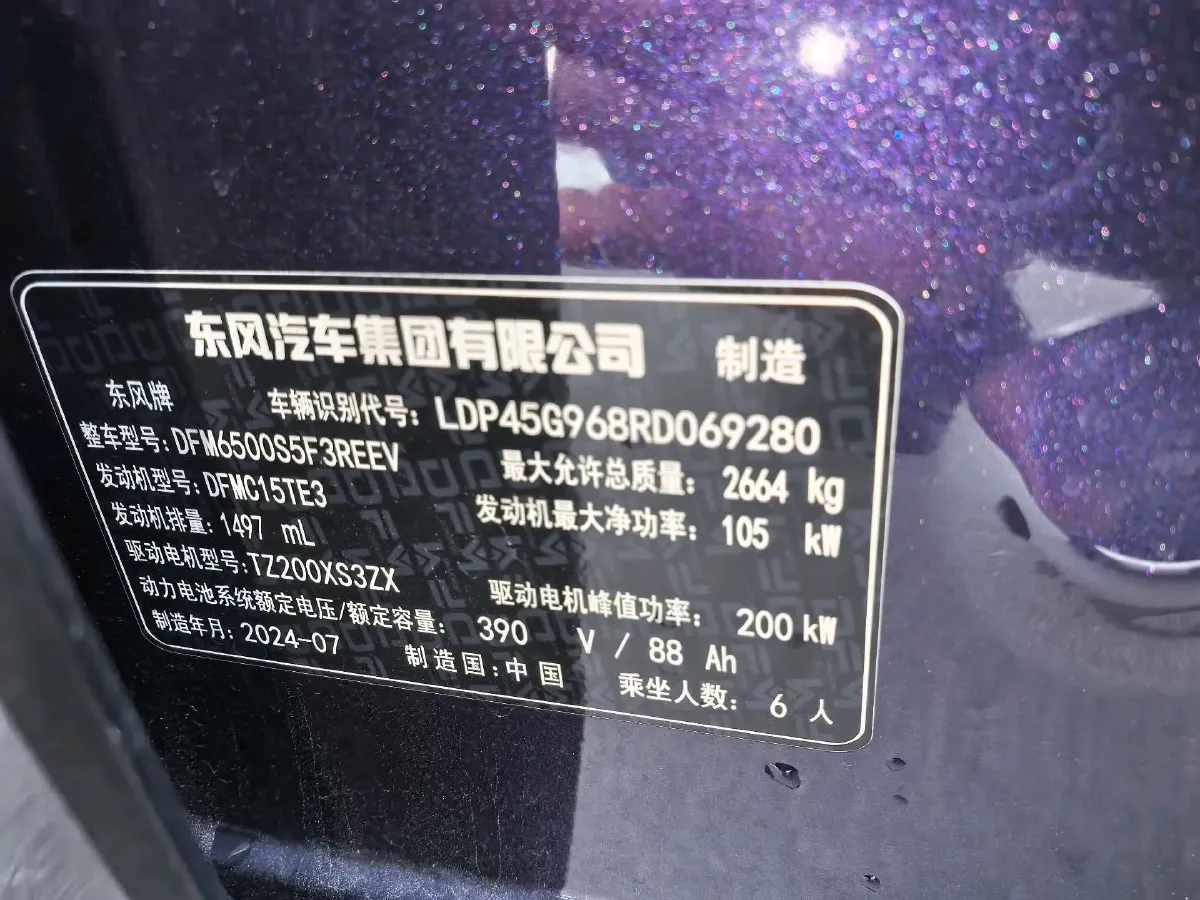 东风汽车集团有限公司 制造
东风牌 车辆识别代号: LDP45G968RD069280
整车型号: DFM6500S5F3REEV 最大允许总质量: 2664 kg
发动机型号: DFMC15TE3 发动机最大净功率: 105 kW
发动机排量: 1497 mL
驱动电机型号: TZ200XS3ZX 驱动电机峰值功率: 200 kW
动力电池系统额定电压/额定容量: 390 V / 88 Ah
制造年月: 2024-07 制造国: 中国 乘坐人数: 6 人